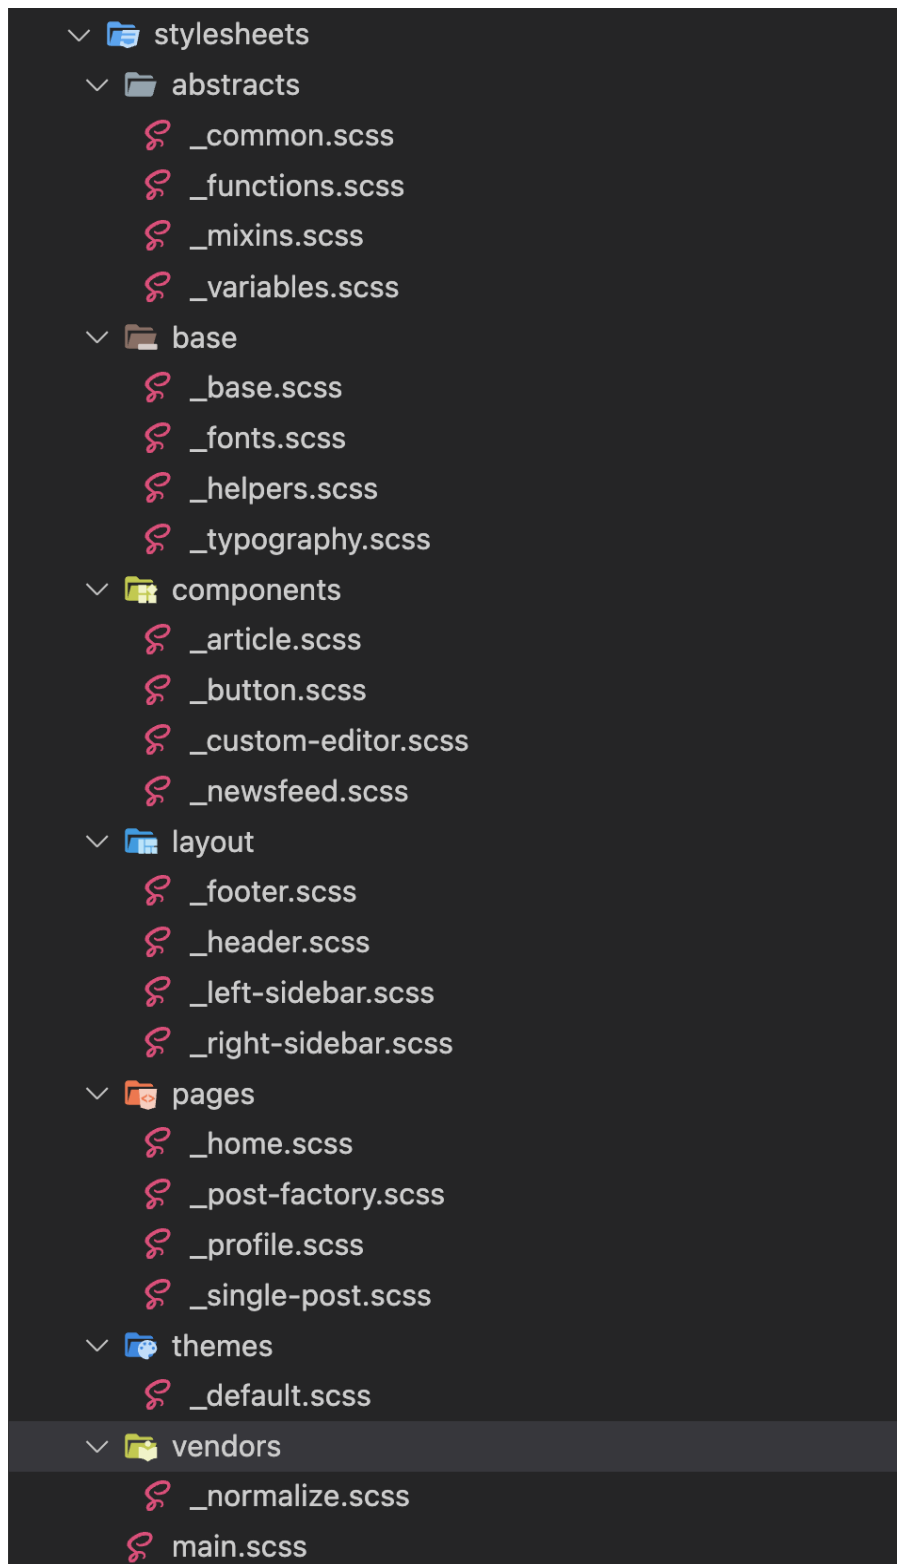 stylesheets
abstracts
_common.scss
_functions.scss
_mixins.scss
_variables.scss
base
_base.scss
_fonts.scss
_helpers.scss
_typography.scss
components
_article.scss
_button.scss
_custom-editor.scss
_newsfeed.scss
layout
_footer.scss
_header.scss
_left-sidebar.scss
_right-sidebar.scss
pages
_home.scss
_post-factory.scss
_profile.scss
_single-post.scss
themes
_default.scss
vendors
_normalize.scss
main.scss